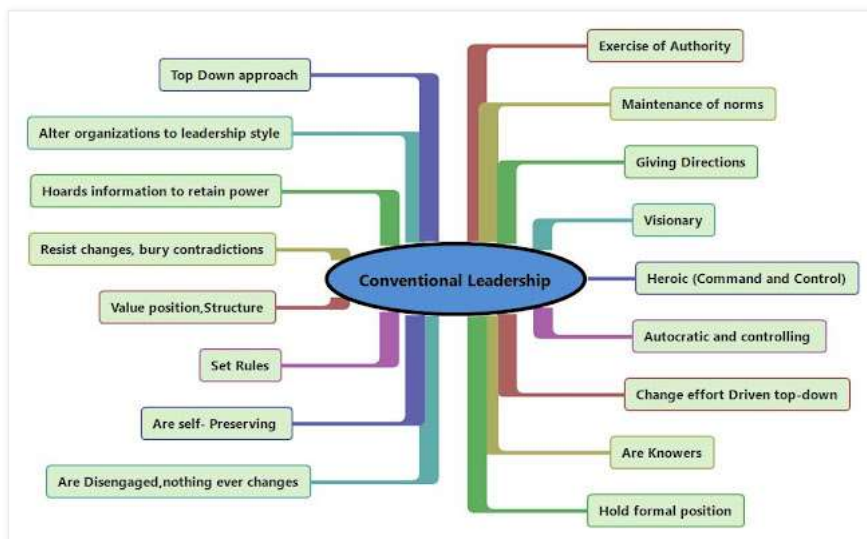 Top Down approach
Alter organizations to leadership style
Hoards information to retain power
Resist changes, bury contradictions
Value position,Structure
Set Rules
Are self- Preserving
Are Disengaged,nothing ever changes
Conventional Leadership
Exercise of Authority
Maintenance of norms
Giving Directions
Visionary
Heroic (Command and Control)
Autocratic and controlling
Change effort Driven top-down
Are Knowers
Hold formal position